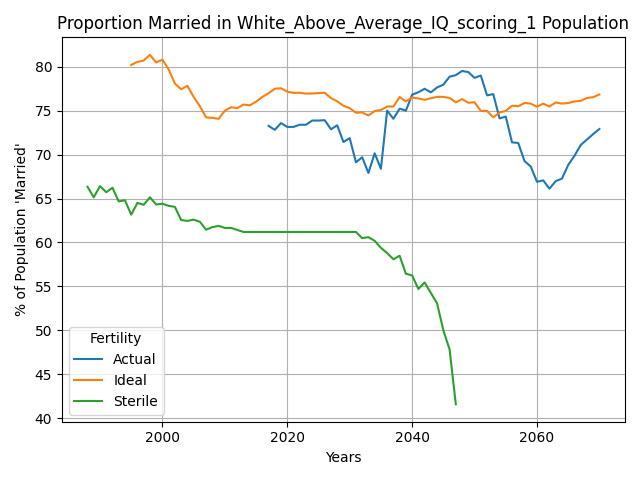 Proportion Married in White_Above_Average_IQ_scoring_1 Population
% of Population 'Married'
80
75
70
65
60
55
50
45
40
Fertility
Actual
Ideal
Sterile
2000
2020
2040
2060
Years